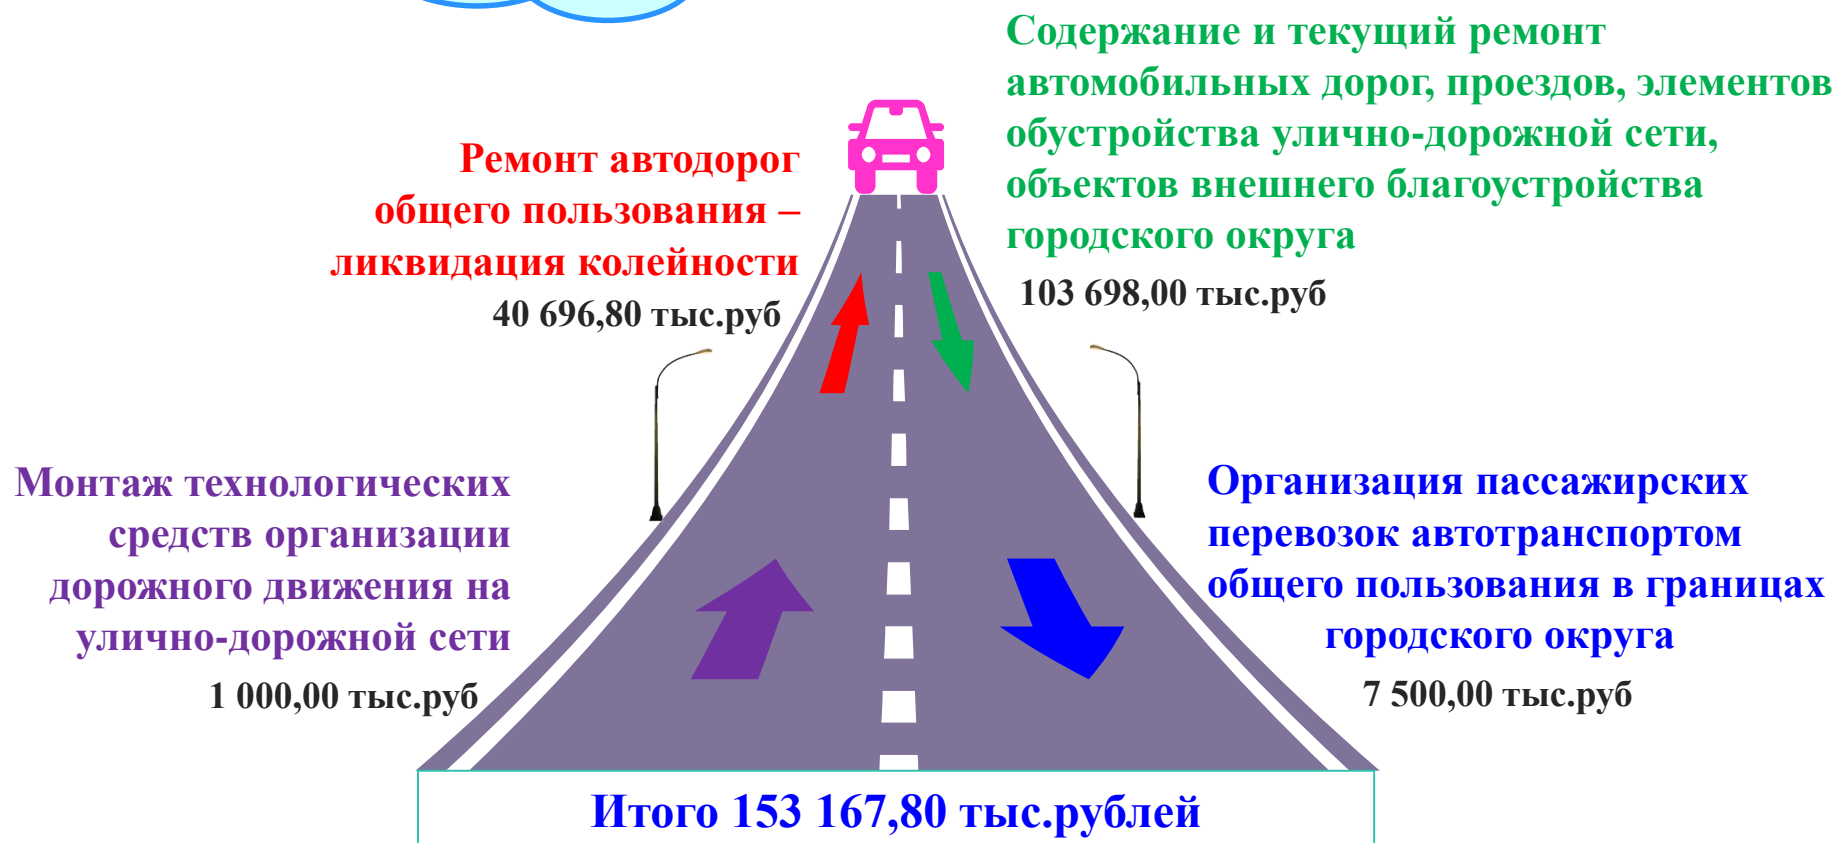 Содержание и текущий ремонт
автомобильных дорог, проездов, элементов
обустройства улично-дорожной сети,
объектов внешнего благоустройства
городского округа
103 698,00 тыс.руб
Ремонт автодорог
общего пользования –
ликвидация колейности
40 696,80 тыс.руб
Монтаж технологических
средств организации
дорожного движения на
улично-дорожной сети
1 000,00 тыс.руб
Организация пассажирских
перевозок автотранспортом
общего пользования в границах
городского округа
7 500,00 тыс.руб
Итого 153 167,80 тыс.рублей